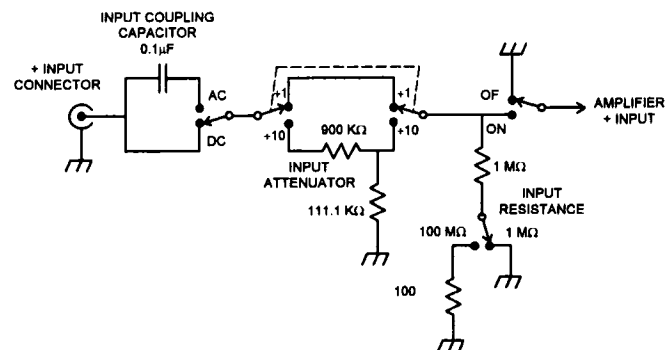 INPUT COUPLING
CAPACITOR
0.1µF
+ INPUT
CONNECTOR
AC
DC
+1
+10
900 KΩ
INPUT
ATTENUATOR
111.1 KΩ
+1
+10
OF
ON
AMPLIFIER
+ INPUT
1 MΩ
INPUT
RESISTANCE
100 MΩ
1 MΩ
100